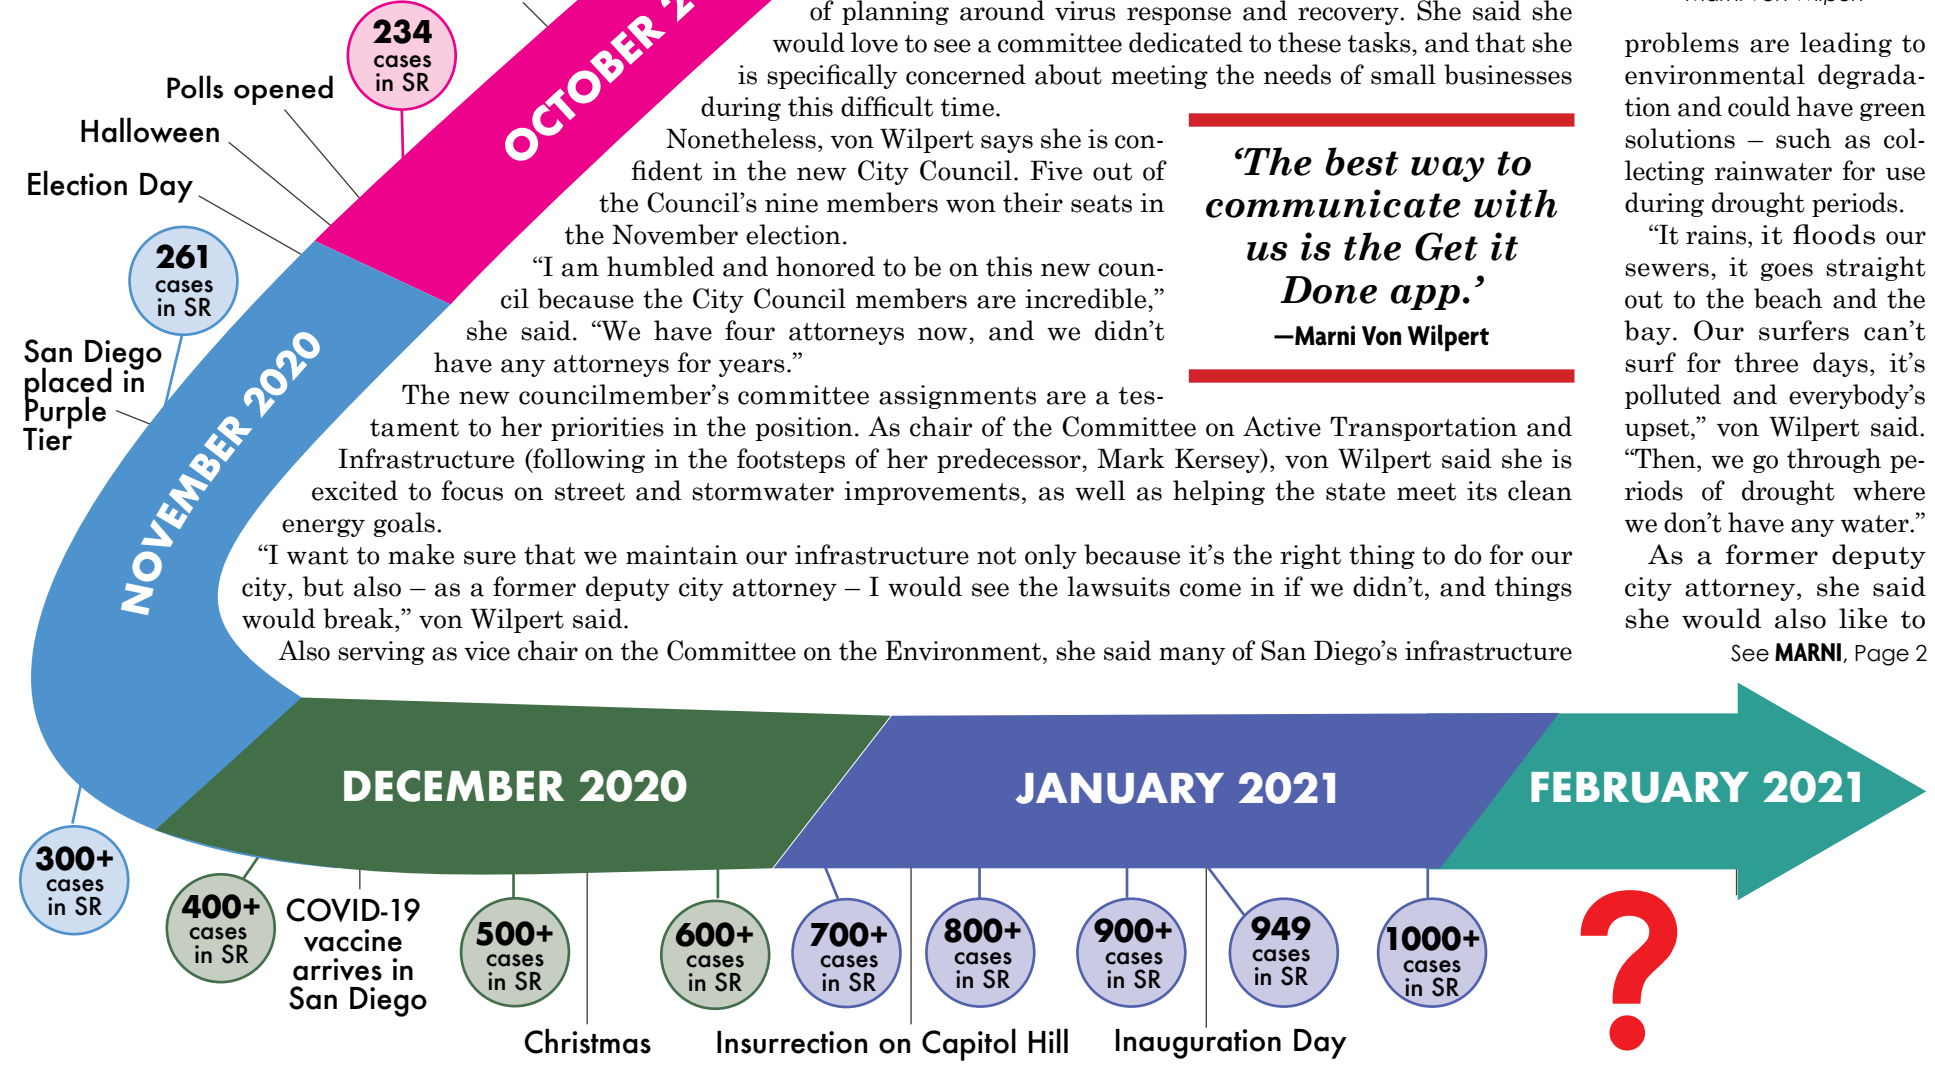 of planning around virus response and recovery. She said she
would love to see a committee dedicated to these tasks, and that she
is specifically concerned about meeting the needs of small businesses
during this difficult time.
Nonetheless, von Wilpert says she is con-
fident in the new City Council. Five out of
the Council’s nine members won their seats in
the November election.
“I am humbled and honored to be on this new coun-
cil because the City Council members are incredible,”
she said. “We have four attorneys now, and we didn’t
have any attorneys for years.”
The new councilmember’s committee assignments are a tes-
tament to her priorities in the position. As chair of the Committee on Active Transportation and
Infrastructure (following in the footsteps of her predecessor, Mark Kersey), von Wilpert said she is
excited to focus on street and stormwater improvements, as well as helping the state meet its clean
energy goals.
“I want to make sure that we maintain our infrastructure not only because it’s the right thing to do for our
city, but also – as a former deputy city attorney – I would see the lawsuits come in if we didn’t, and things
would break,” von Wilpert said.
Also serving as vice chair on the Committee on the Environment, she said many of San Diego’s infrastructure
‘The best way to
communicate with
us is the Get it
Done app.’
—Marni Von Wilpert
problems are leading to
environmental degrada-
tion and could have green
solutions – such as col-
lecting rainwater for use
during drought periods.
“It rains, it floods our
sewers, it goes straight
out to the beach and the
bay. Our surfers can’t
surf for three days, it’s
polluted and everybody’s
upset,” von Wilpert said.
“Then, we go through pe-
riods of drought where
we don’t have any water.”
As a former deputy
city attorney, she said
she would also like to
See MARNI, Page 2
234
cases
in SR
OCTOBER 2
Polls opened
Halloween
Election Day
261
cases
in SR
San Diego
placed in
Purple
Tier
NOVEMBER 2020
DECEMBER 2020
JANUARY 2021
FEBRUARY 2021
300+
cases
in SR
400+
cases
in SR
COVID-19
vaccine
arrives in
San Diego
500+
cases
in SR
Christmas
600+
cases
in SR
700+
cases
in SR
Insurrection on Capitol Hill
800+
cases
in SR
900+
cases
in SR
Inauguration Day
949
cases
in SR
1000+
cases
in SR
?